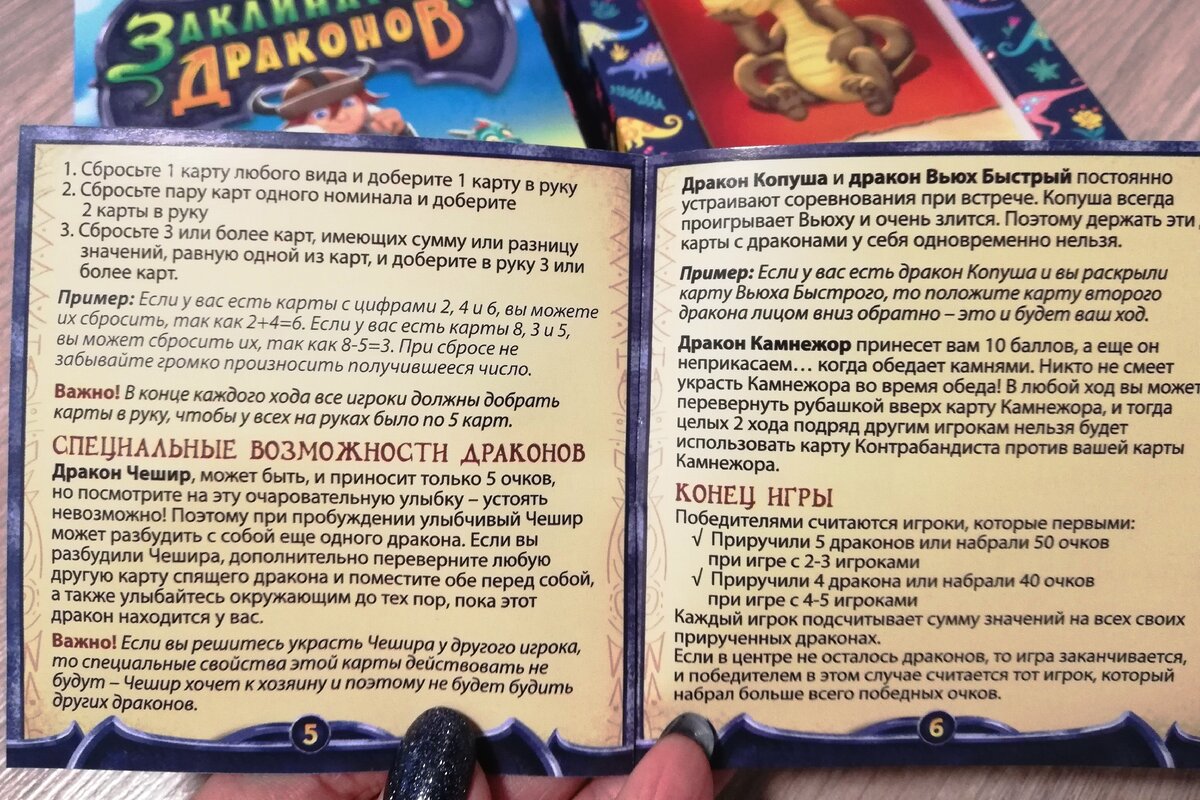 Заклина
Драконов
1. Сбросьте 1 карту любого вида и доберите 1 карту в руку
2. Сбросьте пару карт одного номинала и доберите
2 карты в руку
3. Сбросьте 3 или более карт, имеющих сумму или разницу
значений, равную одной из карт, и доберите в руку 3 или
более карт.
Пример: Если у вас есть карты с цифрами 2, 4 и 6, вы можете
их сбросить, так как 2+4=6. Если у вас есть карты 8, 3 и 5,
вы может сбросить их, так как 8-5=3. При сбросе не
забывайте громко произносить получившееся число.
Важно! В конце каждого хода все игроки должны добрать
карты в руку, чтобы у всех на руках было по 5 карт.
СПЕЦИАЛЬНЫЕ ВОЗМОЖНОСТИ ДРАКОНОВ
Дракон Чешир, может быть, и приносит только 5 очков,
но посмотрите на эту очаровательную улыбку – устоять
невозможно! Поэтому при пробуждении улыбчивый Чешир
может разбудить с собой еще одного дракона. Если вы
разбудили Чешира, дополнительно переверните любую
другую карту спящего дракона и поместите обе перед собой,
а также улыбайтесь окружающим до тех пор, пока этот
дракон находится у вас.
Важно! Если вы решитесь украсть Чешира у другого игрока,
то специальные свойства этой карты действовать не
будут – Чешир хочет к хозяину и поэтому не будет будить
других драконов.
5
Дракон Копуша и дракон Вьюх Быстрый постоянно
устраивают соревнования при встрече. Копуша всегда
проигрывает Вьюху и очень злится. Поэтому держать эти
карты с драконами у себя одновременно нельзя.
Пример: Если у вас есть дракон Копуша и вы раскрыли
карту Вьюха Быстрого, то положите карту второго
дракона лицом вниз обратно – это и будет ваш ход.
Дракон Камнежор принесет вам 10 баллов, а еще он
неприкасаем... когда обедает камнями. Никто не смеет
украсть Камнежора во время обеда! В любой ход вы может
перевернуть рубашкой вверх карту Камнежора, и тогда
целых 2 хода подряд другим игрокам нельзя будет
использовать карту Контрабандиста против вашей карты
Камнежора.
КОНЕЦ ИГРЫ
Победителями считаются игроки, которые первыми:
√ Приручили 5 драконов или набрали 50 очков
при игре с 2-3 игроками
√ Приручили 4 дракона или набрали 40 очков
при игре с 4-5 игроками
Каждый игрок подсчитывает сумму значений на всех своих
прирученных драконах.
Если в центре не осталось драконов, то игра заканчивается,
и победителем в этом случае считается тот игрок, который
набрал больше всего победных очков.
6